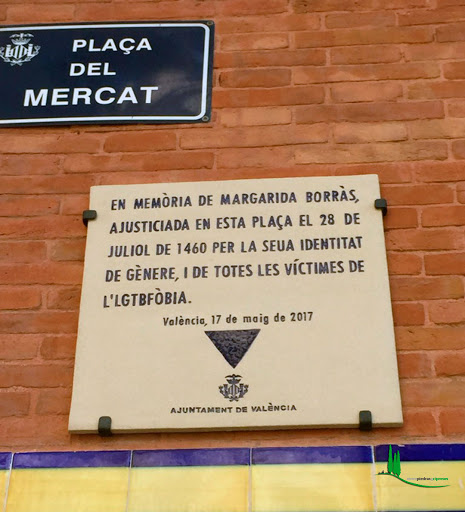 PLAÇA
DEL
MERCAT
EN MEMÒRIA DE MARGARIDA BORRÀS,
AJUSTICIADA EN ESTA PLAÇA EL 28 DE
JULIOL DE 1460 PER LA SEUA IDENTITAT
DE GÈNERE, I DE TOTES LES VÍCTIMES DE
L'LGTBFÒBIA.
València, 17 de maig de 2017
AJUNTAMENT DE VALÈNCIA